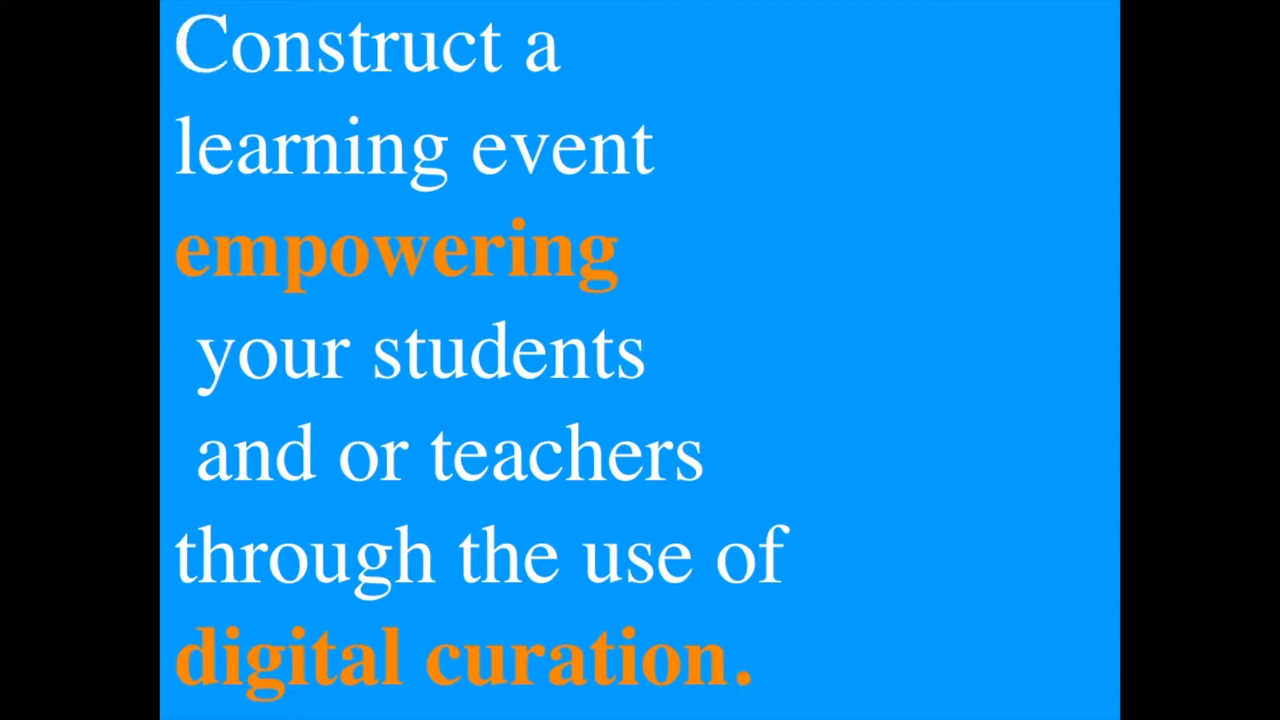 Construct a
learning event
empowering
your students
and or teachers
through the use of
digital curation.